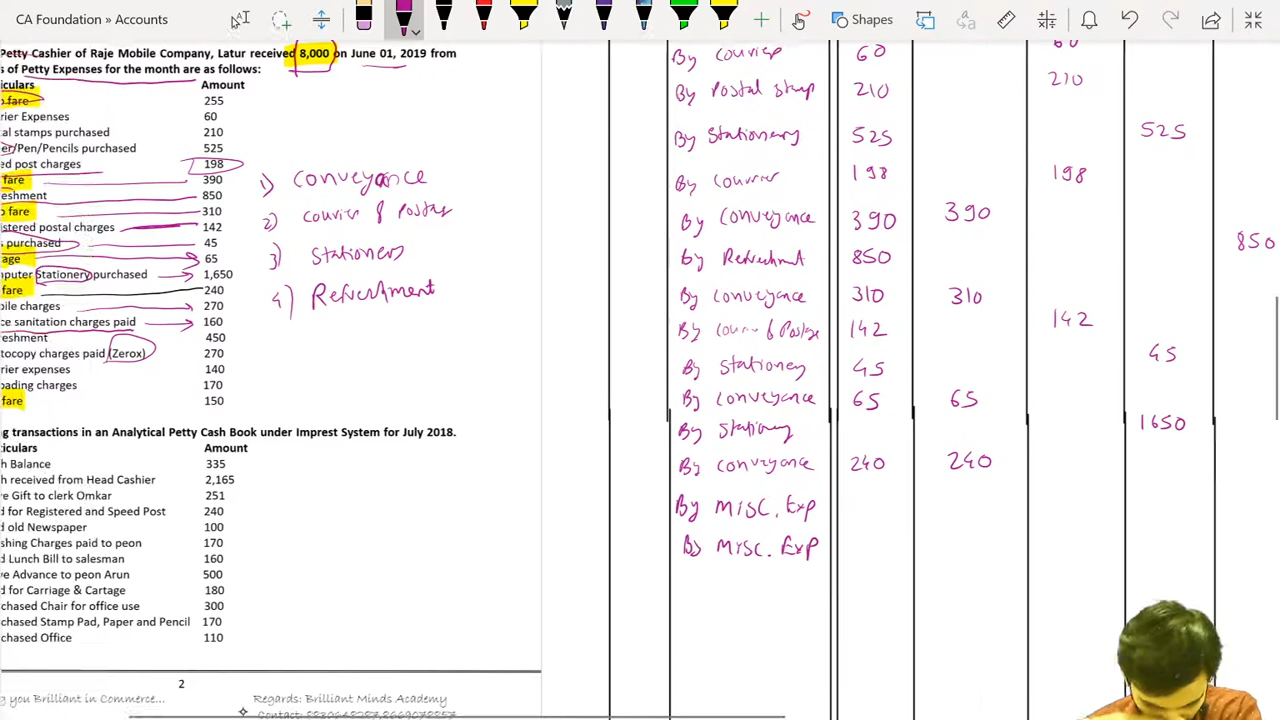 CA Foundation » Accounts
Shapes
Petty Cashier of Raje Mobile Company, Latur received 8,000 on June 01, 2019 from
s of Petty Expenses for the month are as follows:
iculars Amount
fare 255
rier Expenses 60
al stamps purchased 210
er/Pen/Pencils purchased 525
ed post charges 198
fare 390
eshment 850
o fare 310
istered postal charges 142
s purchased 45
age 65
mputer Stationery purchased 1,650
fare 240
bile charges 270
ce sanitation charges paid 160
eshment 450
tocopy charges paid (Zerox) 270
rier expenses 140
oading charges 170
fare 150
g transactions in an Analytical Petty Cash Book under Imprest System for July 2018.
iculars Amount
h Balance 335
h received from Head Cashier 2,165
ve Gift to clerk Omkar 251
d for Registered and Speed Post 240
d old Newspaper 100
shing Charges paid to peon 170
d Lunch Bill to salesman 160
ve Advance to peon Arun 500
d for Carriage & Cartage 180
chased Chair for office use 300
chased Stamp Pad, Paper and Pencil 170
chased Office 110
2
g you Brilliant in Commerce...
Regards: Brilliant Minds Academy
1) Conveyance
2) Courier & Postag
3) Stationers
4) Refreshment
By Courier 60 60
By Postal stamp 210 210
By Stationery 525 525
By Courier 198 198
By Conveyance 390 390
By Refreshment 850 850
By Conveyance 310 310
By Courier & Postage 142 142
By Stationery 45 45
By Conveyance 65 65
By Stationery 1650
By Conveyance 240 240
By Misc. Exp
By Misc. Exp